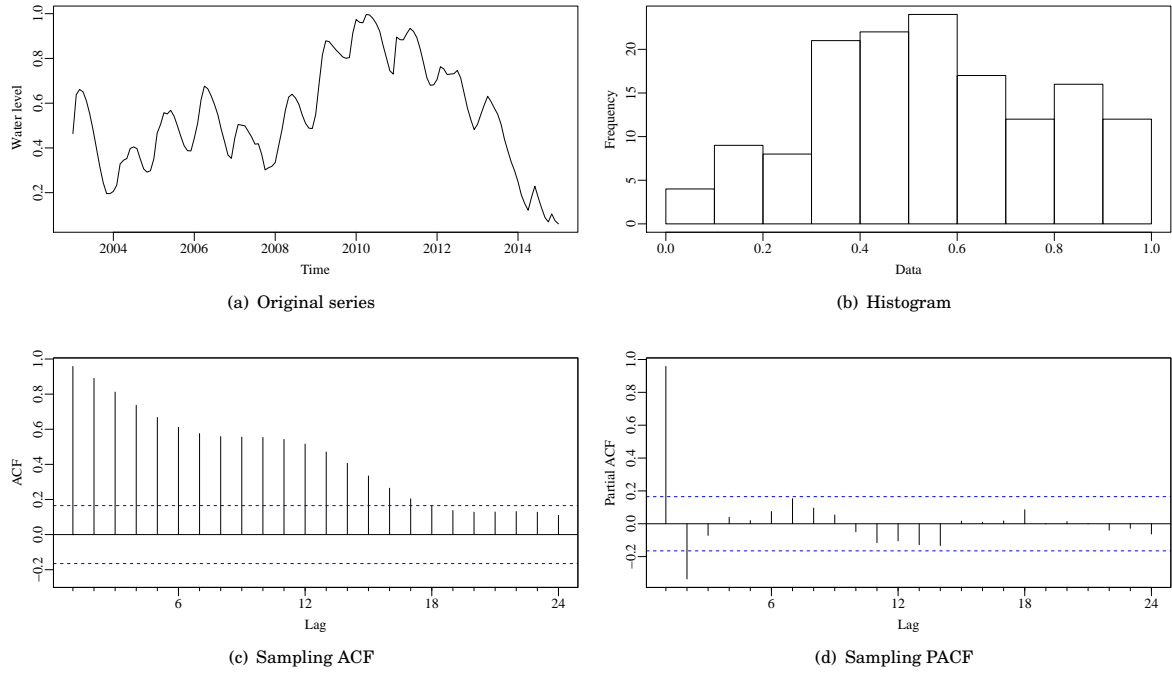 1.0
0.8
0.6
0.4
0.2
Water level
2004 2006 2008 2010 2012 2014
Time
(a) Original series
20
15
10
5
0
Frequency
0.0 0.2 0.4 0.6 0.8 1.0
Data
(b) Histogram
1.0
0.8
0.6
0.4
0.2
0.0
−0.2
ACF
6 12 18 24
Lag
(c) Sampling ACF
1.0
0.8
0.6
0.4
0.2
0.0
−0.2
Partial ACF
6 12 18 24
Lag
(d) Sampling PACF